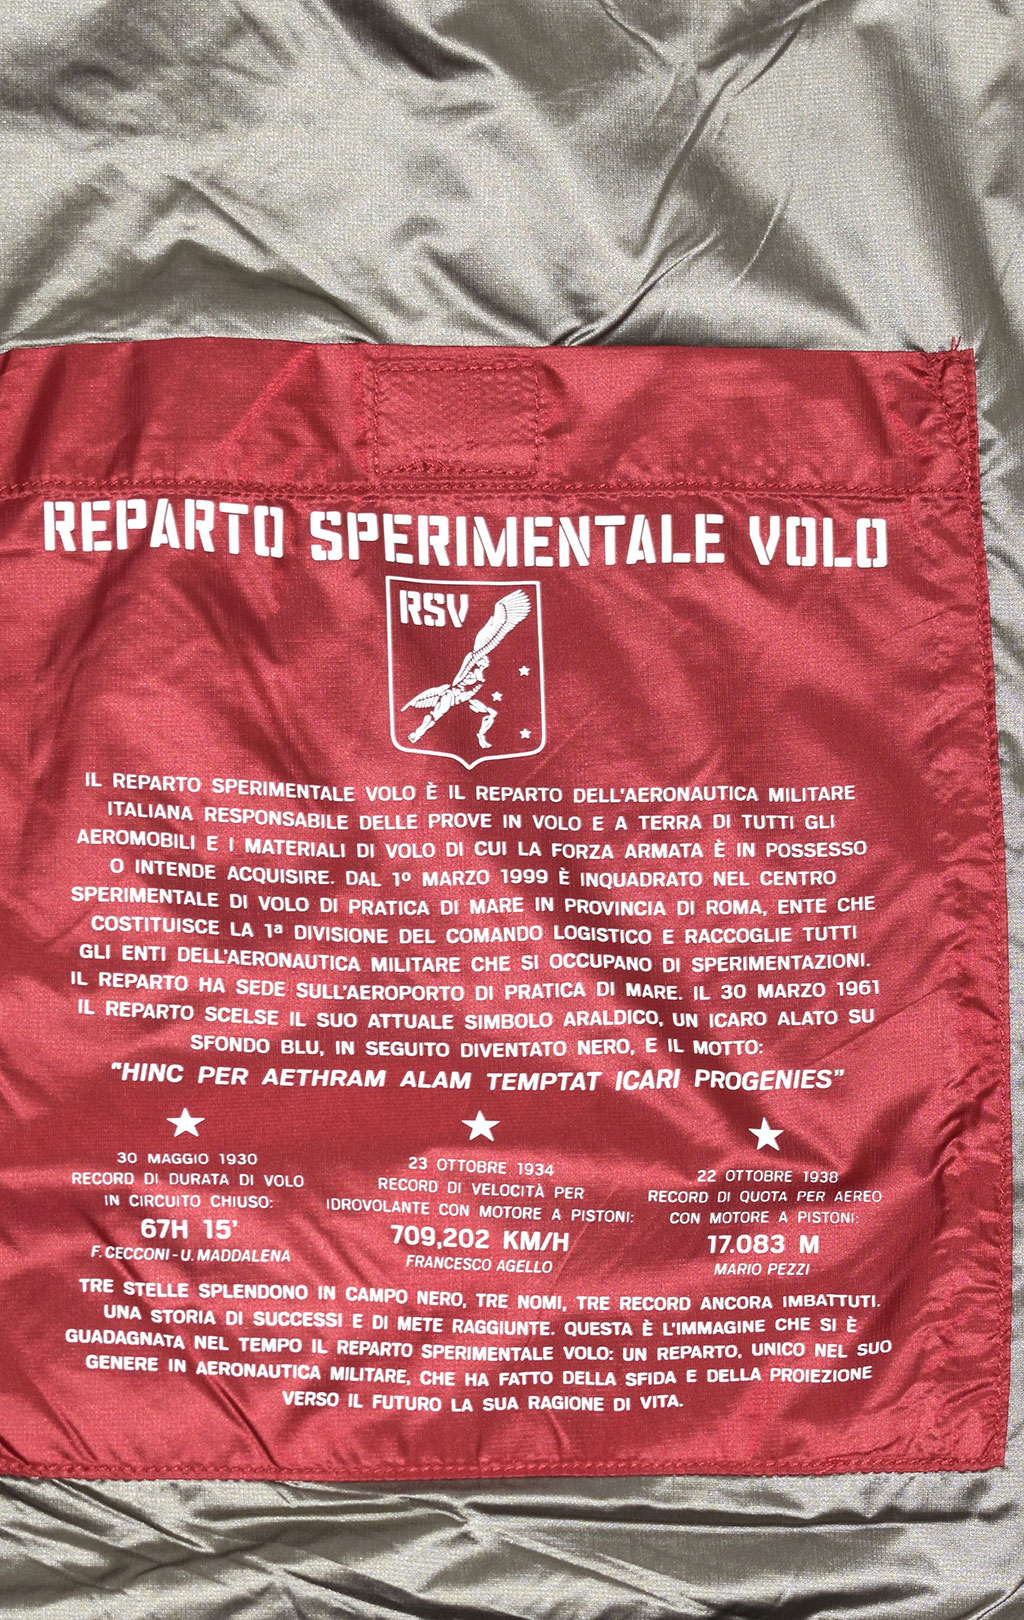 REPARTO SPERIMENTALE VOLO
RSV
IL REPARTO SPERIMENTALE VOLO È IL REPARTO DELL'AERONAUTICA MILITARE
ITALIANA RESPONSABILE DELLE PROVE IN VOLO E A TERRA DI TUTTI GLI
AEROMOBILI E I MATERIALI DI VOLO DI CUI LA FORZA ARMATA È IN POSSESSO
O INTENDE ACQUISIRE. DAL 1º MARZO 1999 È INQUADRATO NEL CENTRO
SPERIMENTALE DI VOLO DI PRATICA DI MARE IN PROVINCIA DI ROMA, ENTE CHE
COSTITUISCE LA 1ª DIVISIONE DEL COMANDO LOGISTICO E RACCOGLIE TUTTI
GLI ENTI DELL'AERONAUTICA MILITARE CHE SI OCCUPANO DI SPERIMENTAZIONI.
IL REPARTO HA SEDE SULL'AEROPORTO DI PRATICA DI MARE. IL 30 MARZO 1961
IL REPARTO SCELSE IL SUO ATTUALE SIMBOLO ARALDICO, UN ICARO ALATO SU
SFONDO BLU, IN SEGUITO DIVENTATO NERO, E IL MOTTO:
"HINC PER AETHRAM ALAM TEMPTAT ICARI PROGENIES"
30 MAGGIO 1930
RECORD DI DURATA DI VOLO
IN CIRCUITO CHIUSO:
67H 15'
F. CECCONI - U. MADDALENA
23 OTTOBRE 1934
RECORD DI VELOCITÀ PER
IDROVOLANTE CON MOTORE A PISTONI:
709,202 KM/H
FRANCESCO AGELLO
22 OTTOBRE 1938
RECORD DI QUOTA PER AEREO
CON MOTORE A PISTONI:
17.083 M
MARIO PEZZI
TRE STELLE SPLENDONO IN CAMPO NERO, TRE NOMI, TRE RECORD ANCORA IMBATTUTI.
UNA STORIA DI SUCCESSI E DI METE RAGGIUNTE. QUESTA È L'IMMAGINE CHE SI È
GUADAGNATA NEL TEMPO IL REPARTO SPERIMENTALE VOLO: UN REPARTO, UNICO NEL SUO
GENERE IN AERONAUTICA MILITARE, CHE HA FATTO DELLA SFIDA E DELLA PROIEZIONE
VERSO IL FUTURO LA SUA RAGIONE DI VITA.